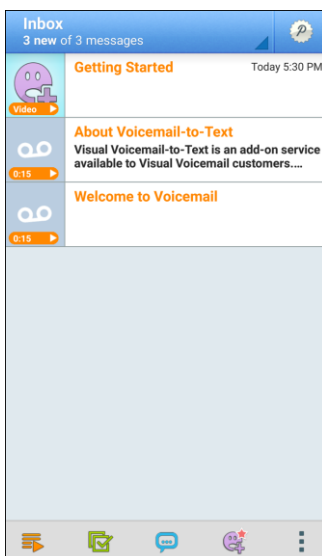 Inbox
3 new of 3 messages
P
Getting Started
Today 5:30 PM
Video
About Voicemail-to-Text
Visual Voicemail-to-Text is an add-on service
available to Visual Voicemail customers....
0:15
Welcome to Voicemail
0:15